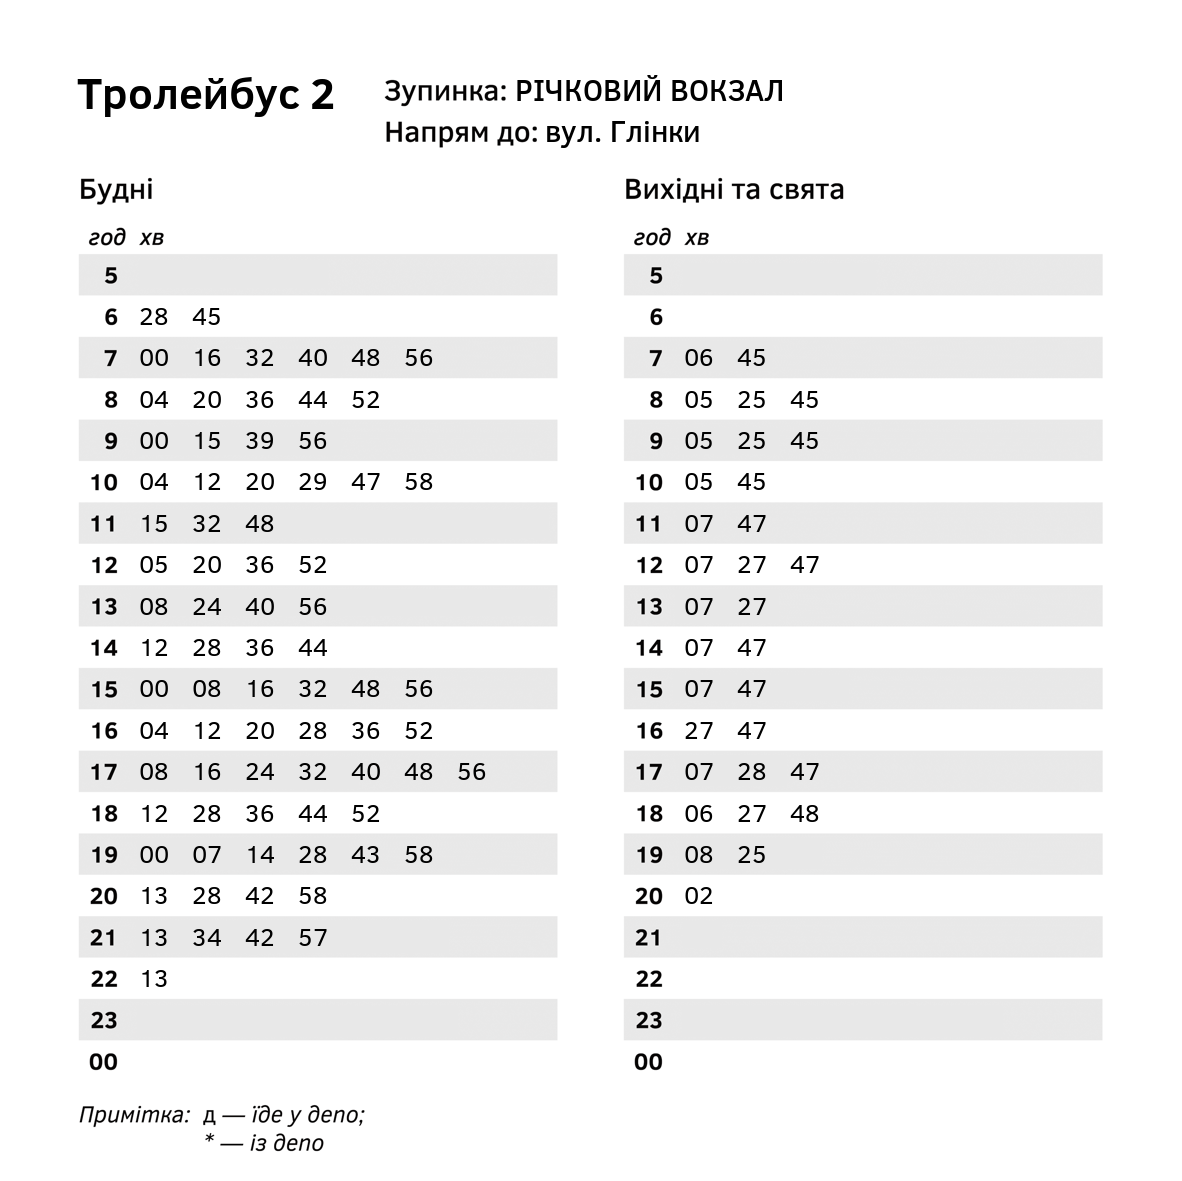 Тролейбус 2
Зупинка: РІЧКОВИЙ ВОКЗАЛ
Напрям до: вул. Глінки
Будні
год хв
5
6 28 45
7 00 16 32 40 48 56
8 04 20 36 44 52
9 00 15 39 56
10 04 12 20 29 47 58
11 15 32 48
12 05 20 36 52
13 08 24 40 56
14 12 28 36 44
15 00 08 16 32 48 56
16 04 12 20 28 36 52
17 08 16 24 32 40 48 56
18 12 28 36 44 52
19 00 07 14 28 43 58
20 13 28 42 58
21 13 34 42 57
22 13
23
00
Вихідні та свята
год хв
5
6
7 06 45
8 05 25 45
9 05 25 45
10 05 45
11 07 47
12 07 27 47
13 07 27
14 07 47
15 07 47
16 27 47
17 07 28 47
18 06 27 48
19 08 25
20 02
21
22
23
00
Примітка: д — їде у депо;
* — із депо